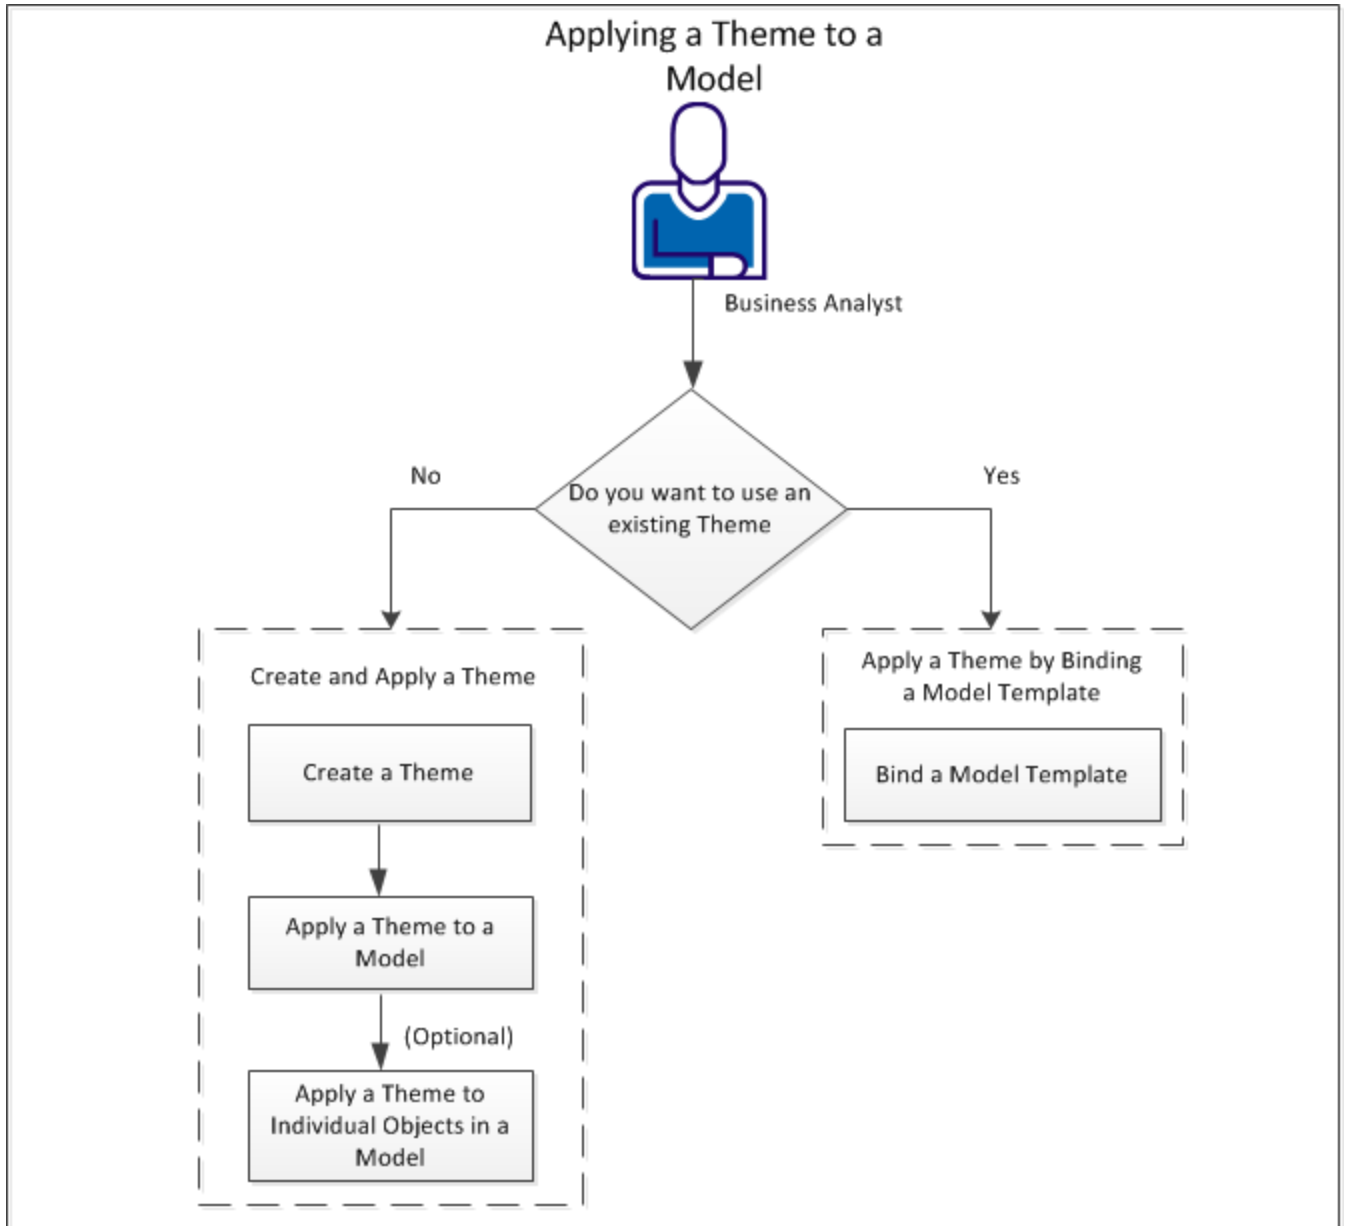 Applying a Theme to a
Model
Business Analyst
No
Yes
Do you want to use an
existing Theme
Create and Apply a Theme
Create a Theme
Apply a Theme to a
Model
(Optional)
Apply a Theme to
Individual Objects in a
Model
Apply a Theme by Binding
a Model Template
Bind a Model Template